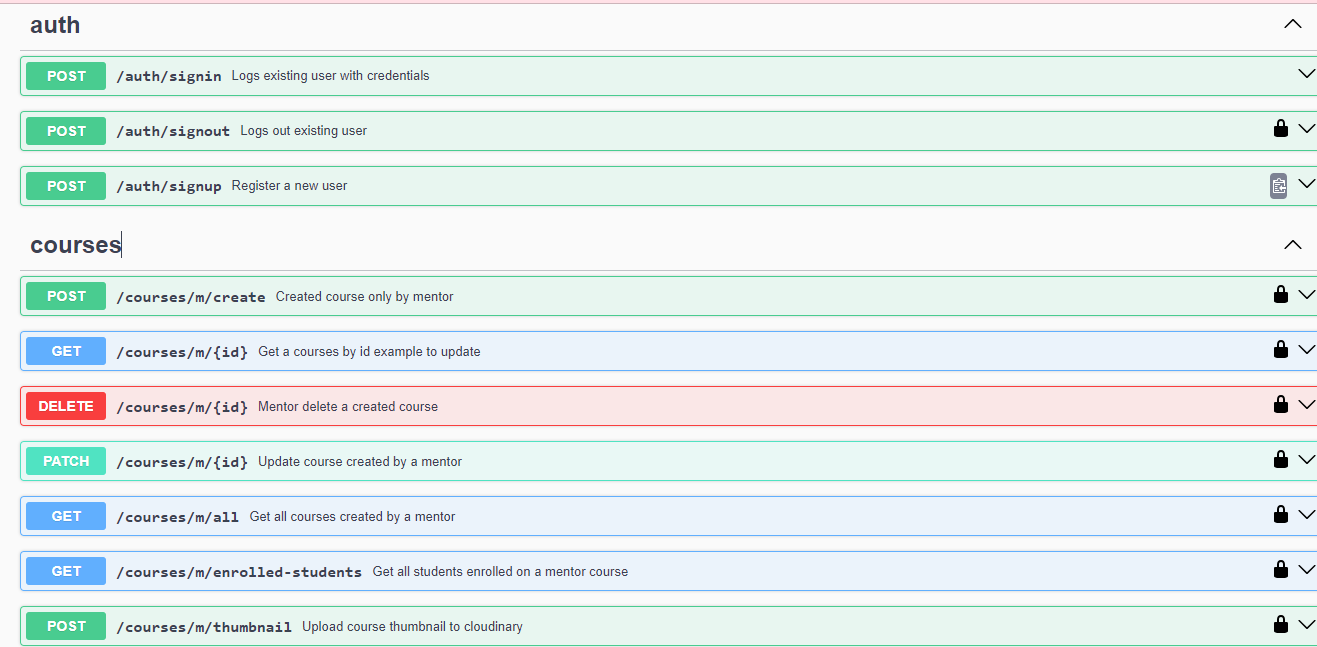 auth
POST /auth/signin Logs existing user with credentials
POST /auth/signout Logs out existing user
POST /auth/signup Register a new user
courses
POST /courses/m/create Created course only by mentor
GET /courses/m/{id} Get a courses by id example to update
DELETE /courses/m/{id} Mentor delete a created course
PATCH /courses/m/{id} Update course created by a mentor
GET /courses/m/all Get all courses created by a mentor
GET /courses/m/enrolled-students Get all students enrolled on a mentor course
POST /courses/m/thumbnail Upload course thumbnail to cloudinary